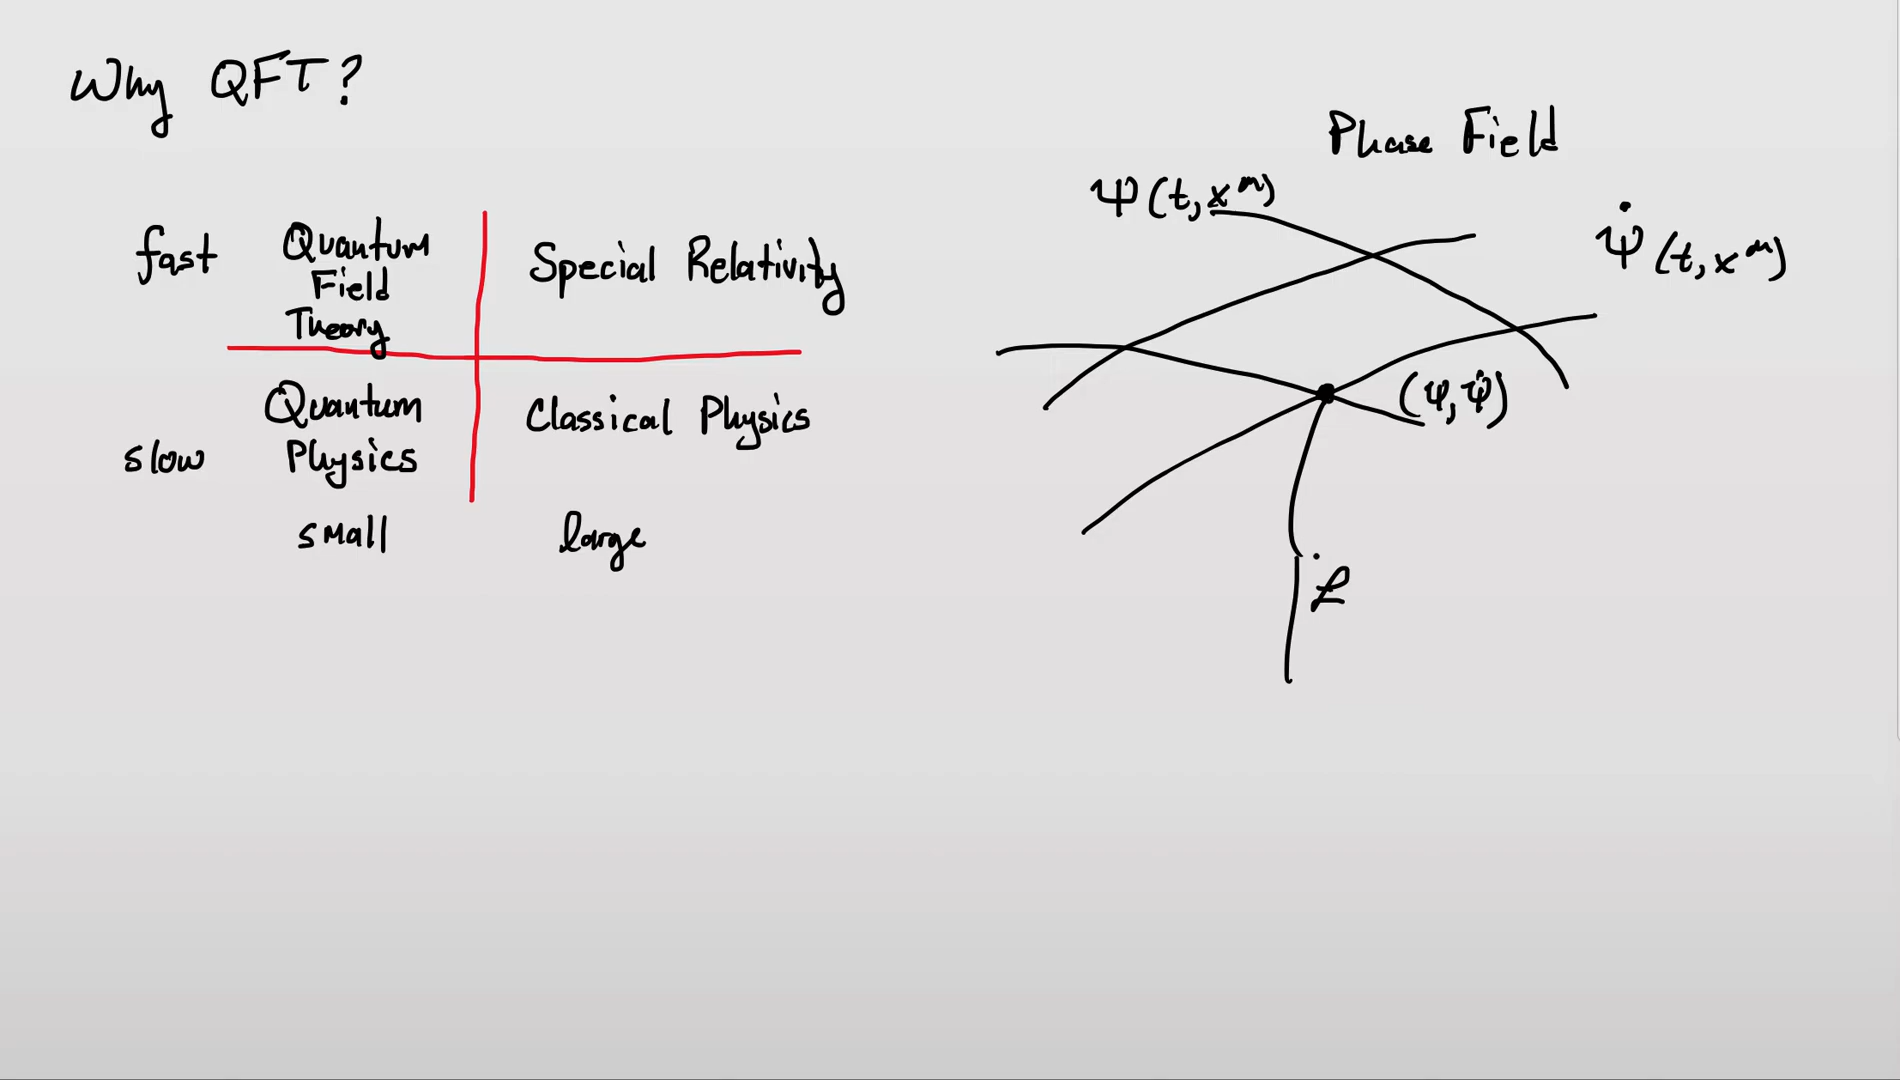 Why QFT?
fast
Quantum
Field
Theory
Special Relativity
Quantum
Physics
Classical Physics
slow
small
large
Phase Field
Ψ(t, x^m)
Ψ̇(t, x^m)
(Ψ, Ψ̇)
ℒ